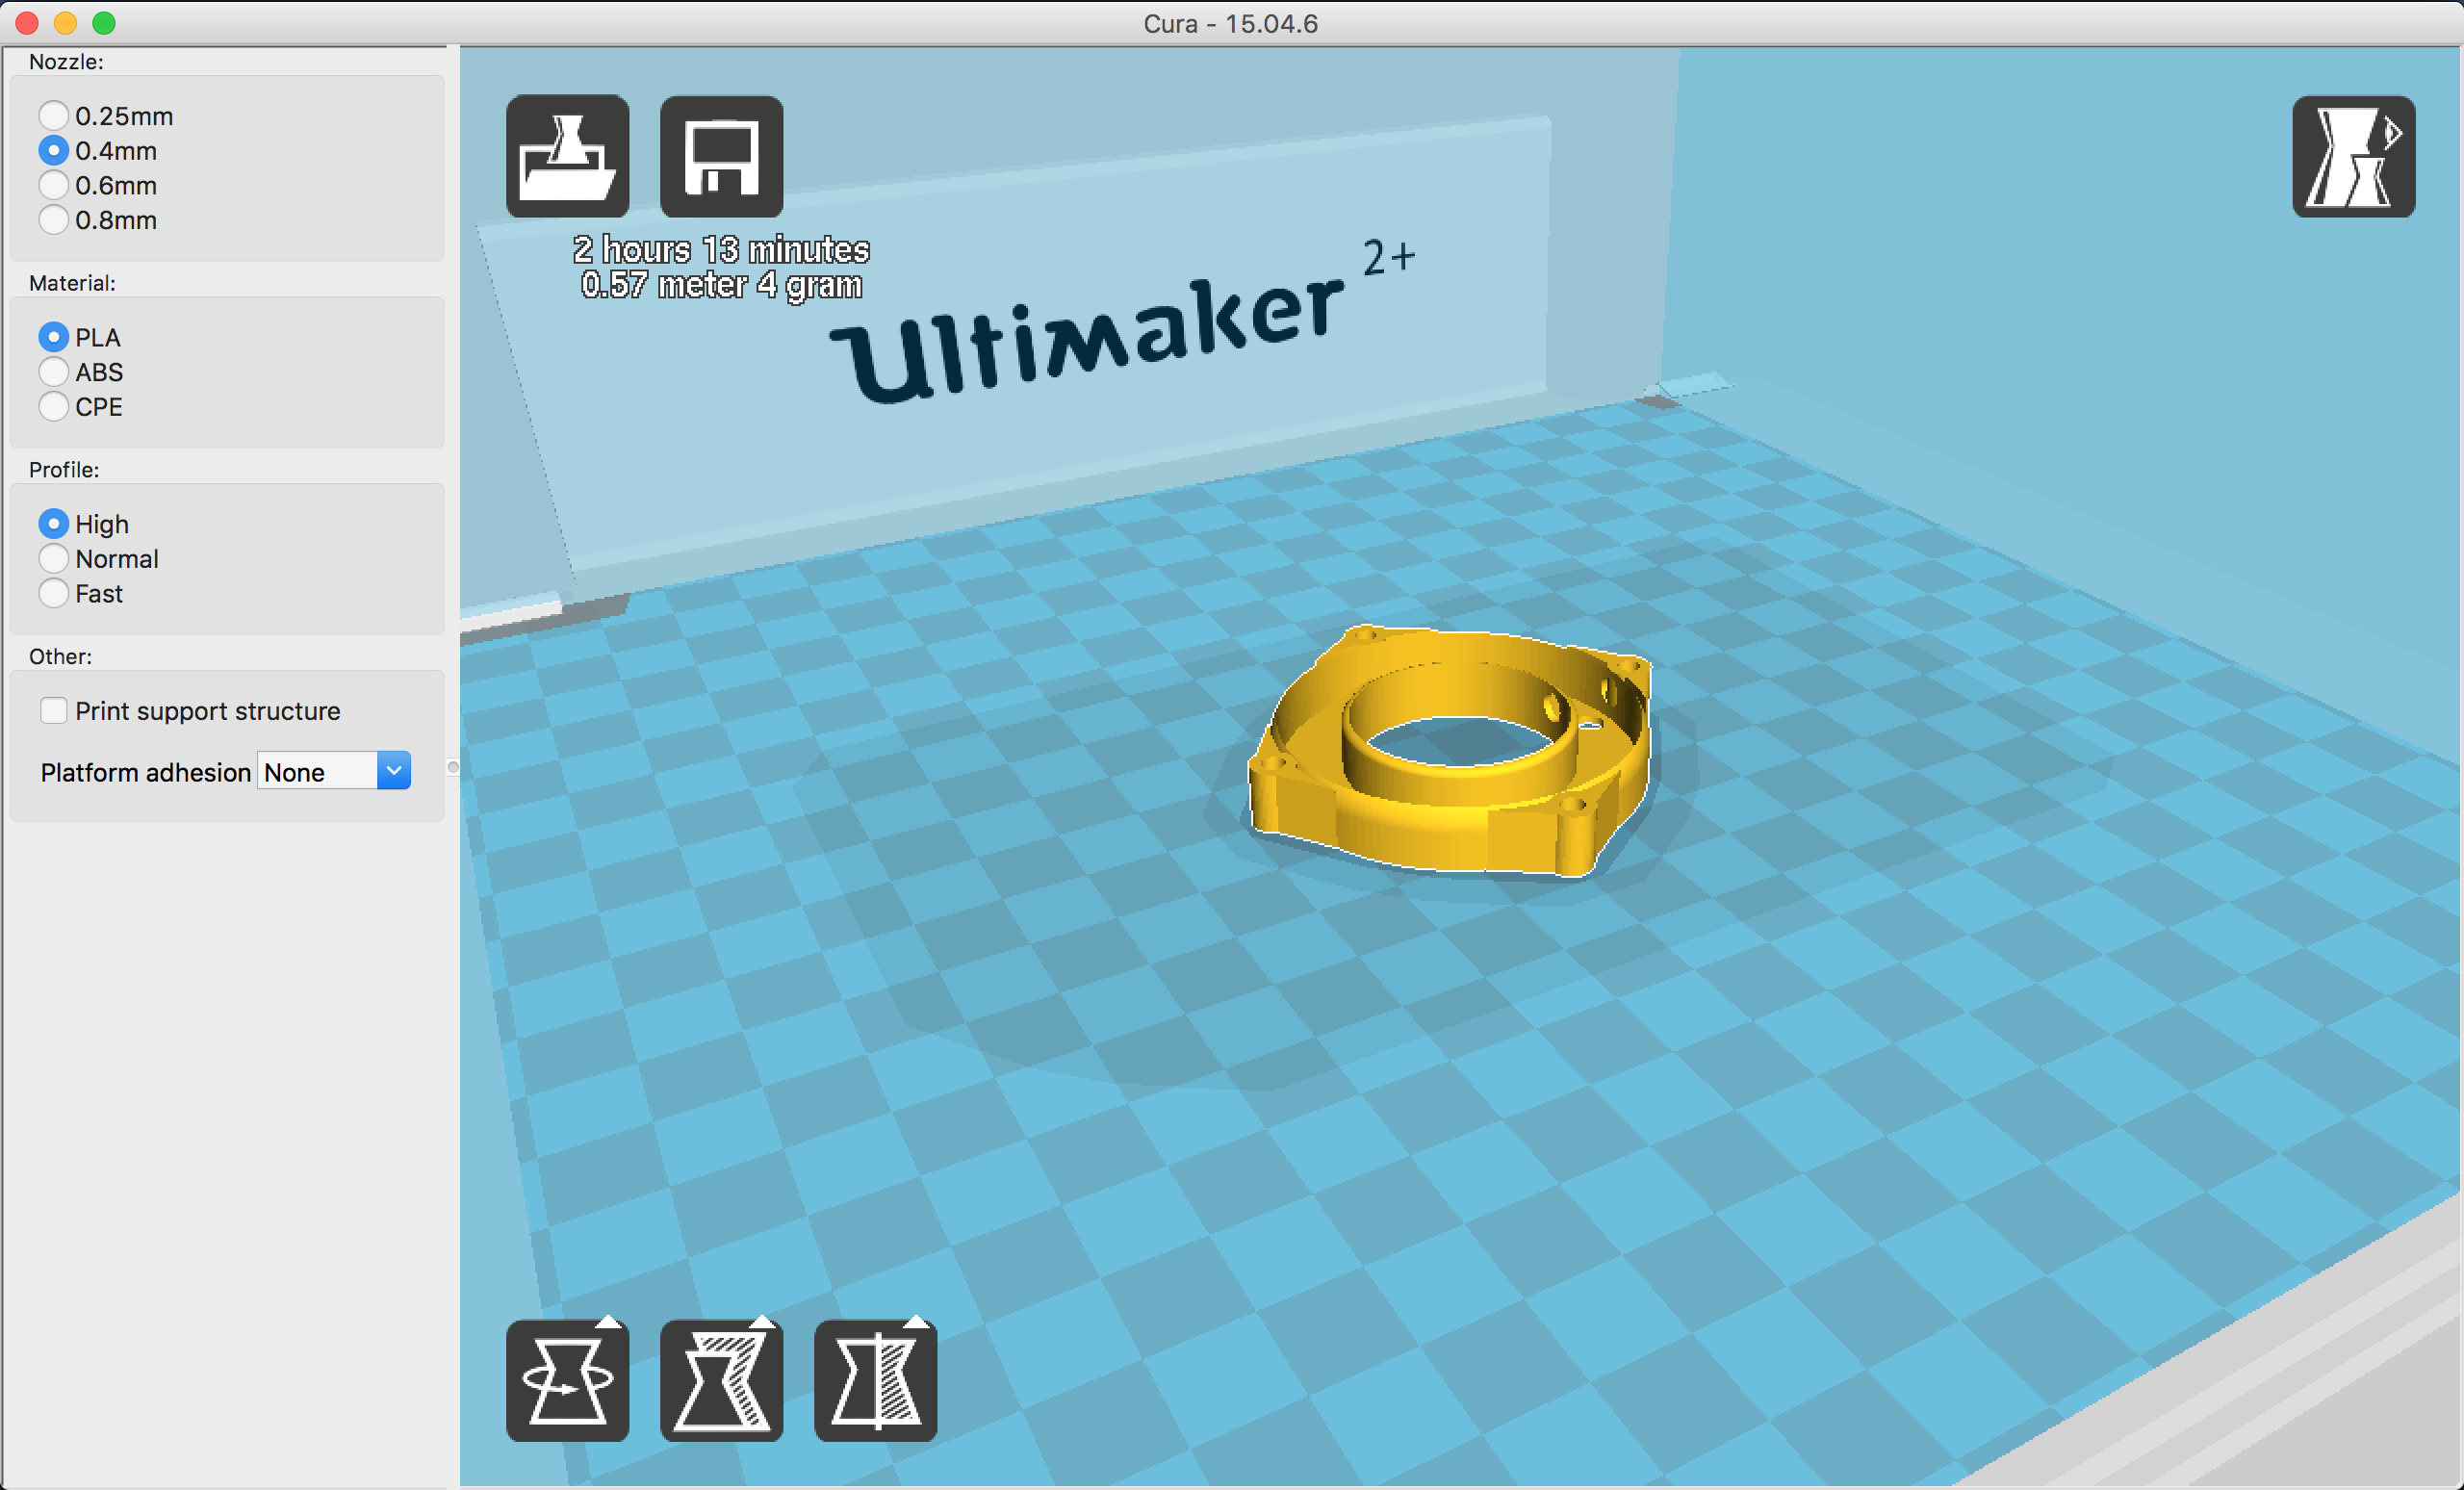 Cura - 15.04.6
Nozzle:
0.25mm
0.4mm
0.6mm
0.8mm
Material:
PLA
ABS
CPE
Profile:
High
Normal
Fast
Other:
Print support structure
Platform adhesion None
2 hours 13 minutes
0.57 meter 4 gram
Ultimaker 2+